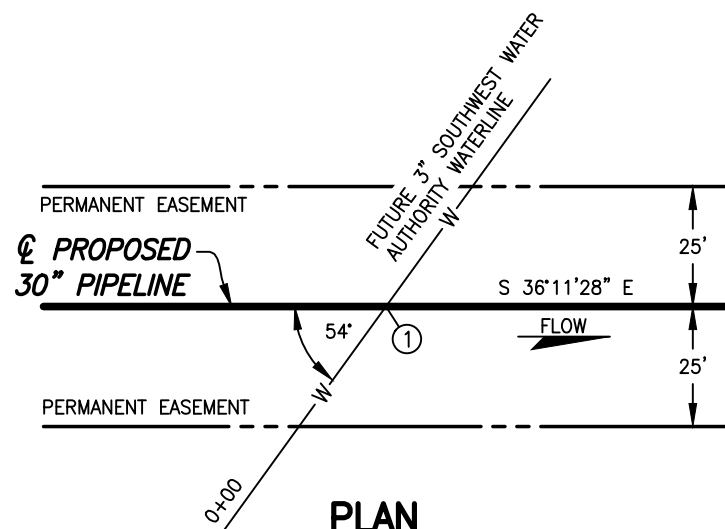 FUTURE 3" SOUTHWEST WATER
AUTHORITY WATERLINE
W
PERMANENT EASEMENT
℄ PROPOSED
30" PIPELINE
25'
S 36°11'28" E
54°
1
FLOW
25'
W
PERMANENT EASEMENT
0+00
PLAN